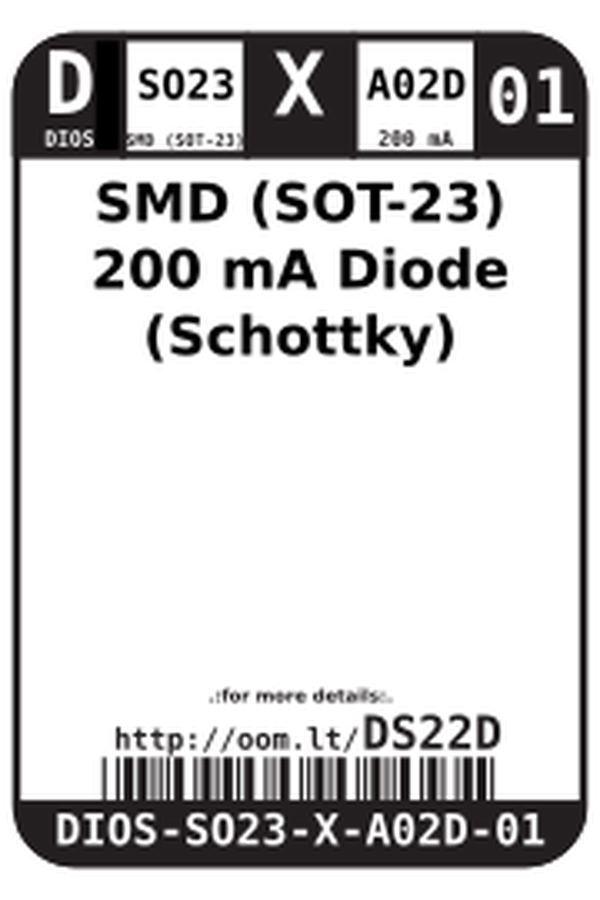 D SO23 X A02D 01
DIOS SMD (SOT-23) 200 mA
SMD (SOT-23)
200 mA Diode
(Schottky)
.:for more details:.
http://oom.lt/DS22D
DIOS-SO23-X-A02D-01